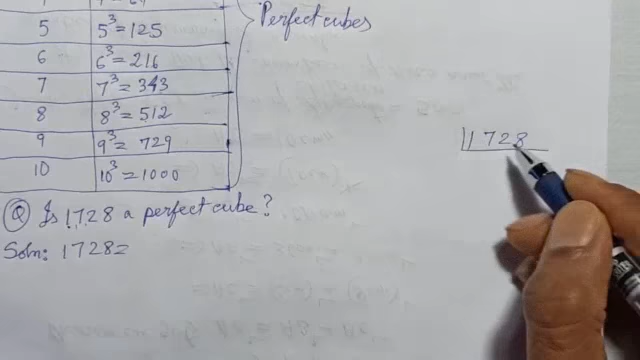 Perfect cubes
5 5³=125
6 6³=216
7 7³=343
8 8³=512
9 9³= 729
10 10³=1000
1728
Q Is 1728 a perfect cube?
Soln: 1728=